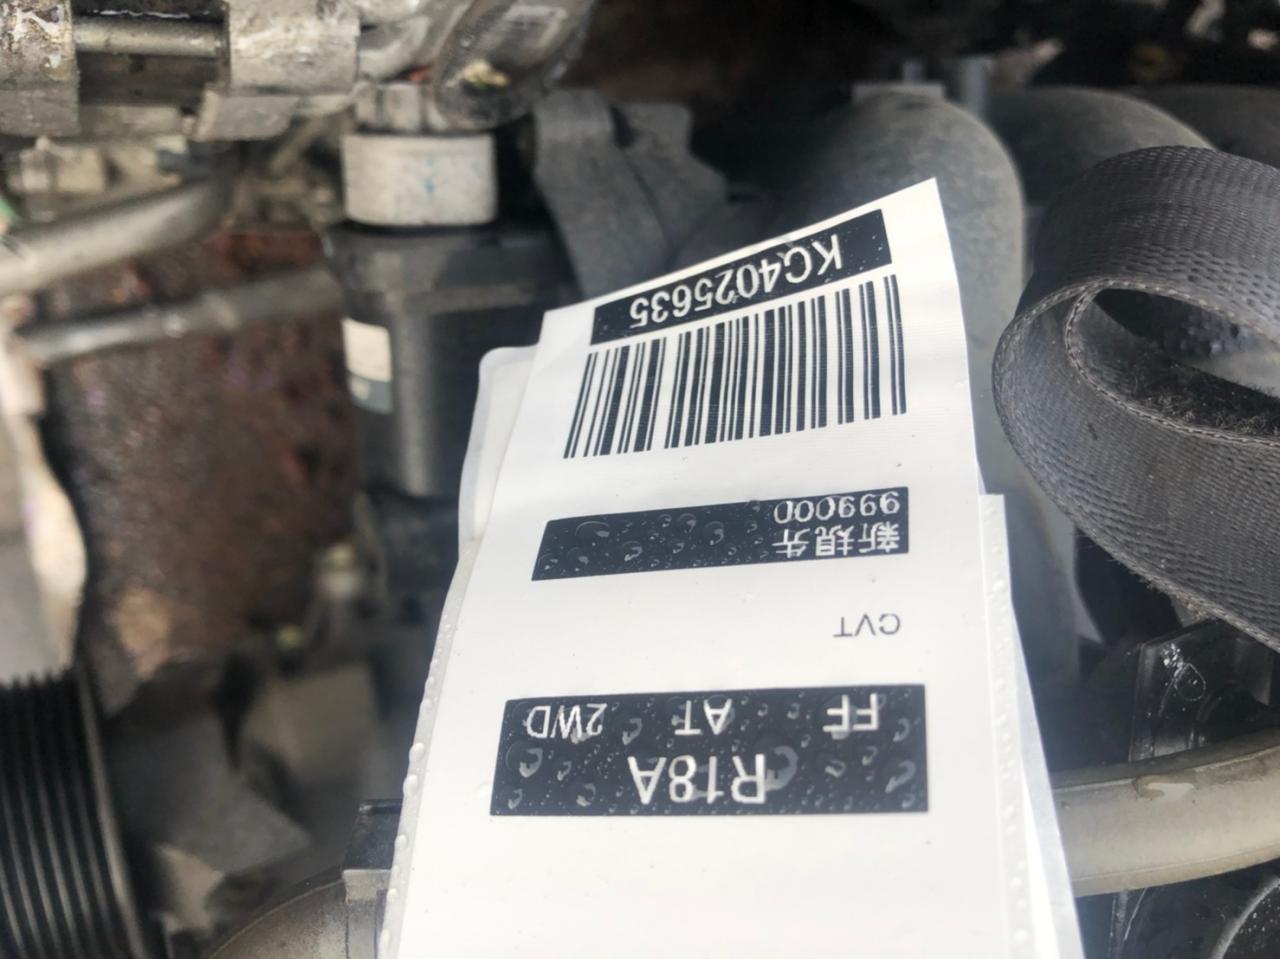 R18A
FF AT 2WD
CVT
新規先
999000
KC4025635